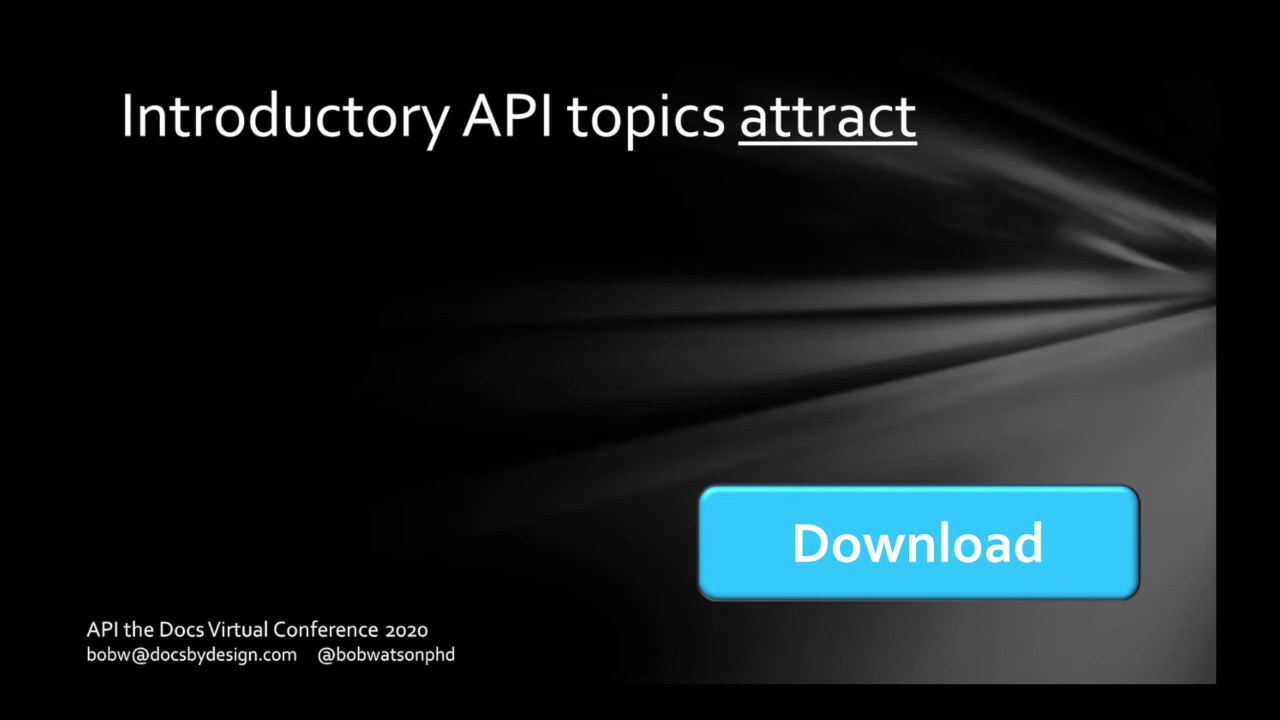 Introductory API topics attract
Download
API the Docs Virtual Conference 2020
bobw@docsbydesign.com @bobwatsonphd